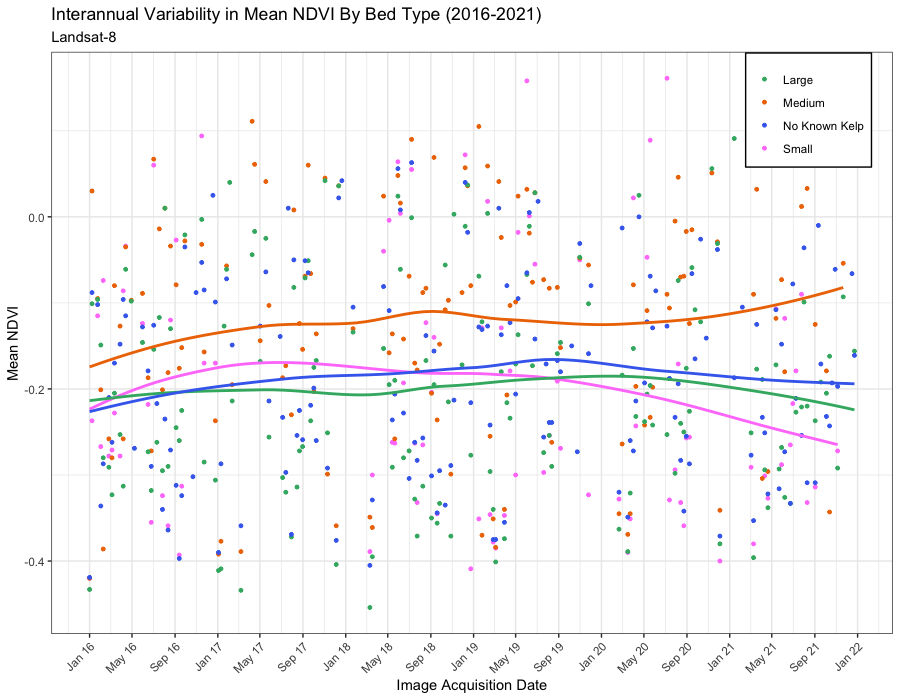 Interannual Variability in Mean NDVI By Bed Type (2016-2021)
Landsat-8
Large
Medium
No Known Kelp
Small
Mean NDVI
0.0
-0.2
-0.4
Jan 16
May 16
Sep 16
Jan 17
May 17
Sep 17
Jan 18
May 18
Sep 18
Jan 19
May 19
Sep 19
Jan 20
May 20
Sep 20
Jan 21
May 21
Sep 21
Jan 22
Image Acquisition Date